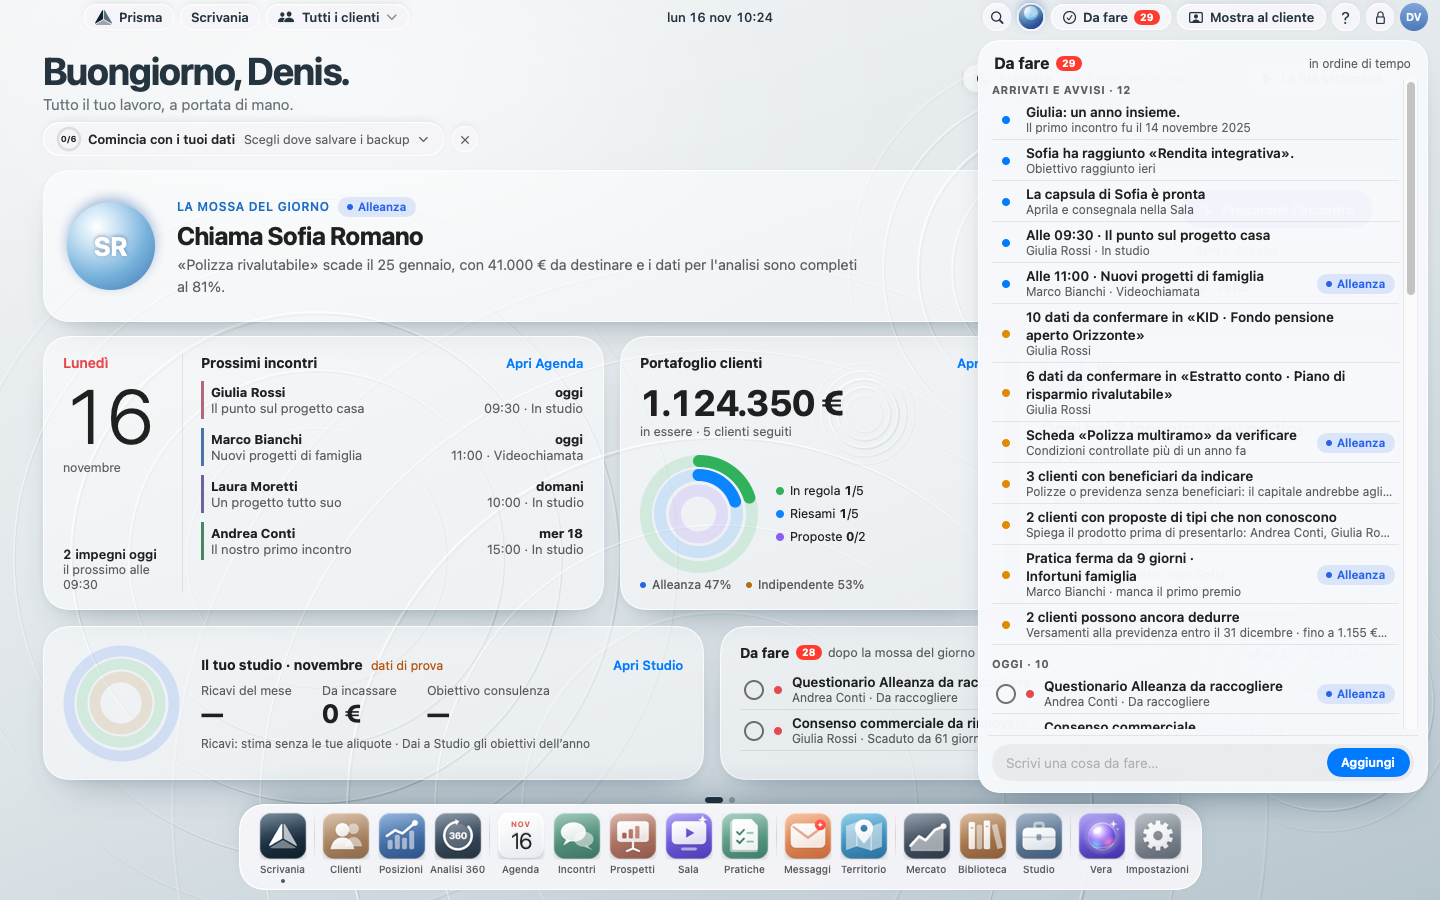 Prisma
Scrivania
Tutti i clienti
lun 16 nov 10:24
Da fare 29
Mostra al cliente
?
DV
Buongiorno, Denis.
Tutto il tuo lavoro, a portata di mano.
0/6 Comincia con i tuoi dati Scegli dove salvare i backup
SR
LA MOSSA DEL GIORNO Alleanza
Chiama Sofia Romano
«Polizza rivalutabile» scade il 25 gennaio, con 41.000 € da destinare e i dati per l'analisi sono completi
al 81%.
Lunedì
16
novembre
2 impegni oggi
il prossimo alle
09:30
Prossimi incontri Apri Agenda
Giulia Rossi oggi
Il punto sul progetto casa 09:30 · In studio
Marco Bianchi oggi
Nuovi progetti di famiglia 11:00 · Videochiamata
Laura Moretti domani
Un progetto tutto suo 10:00 · In studio
Andrea Conti mer 18
Il nostro primo incontro 15:00 · In studio
Portafoglio clienti Apr
1.124.350 €
in essere · 5 clienti seguiti
In regola 1/5
Riesami 1/5
Proposte 0/2
Alleanza 47% Indipendente 53%
Il tuo studio · novembre dati di prova Apri Studio
Ricavi del mese Da incassare Obiettivo consulenza
— 0 € —
Ricavi: stima senza le tue aliquote · Dai a Studio gli obiettivi dell'anno
Da fare 28 dopo la mossa del giorno
Questionario Alleanza da rac
Andrea Conti · Da raccogliere
Consenso commerciale da rin
Giulia Rossi · Scaduto da 61 giorn
Da fare 29 in ordine di tempo
ARRIVATI E AVVISI · 12
Giulia: un anno insieme.
Il primo incontro fu il 14 novembre 2025
Sofia ha raggiunto «Rendita integrativa».
Obiettivo raggiunto ieri
La capsula di Sofia è pronta
Aprila e consegnala nella Sala
Alle 09:30 · Il punto sul progetto casa
Giulia Rossi · In studio
Alle 11:00 · Nuovi progetti di famiglia Alleanza
Marco Bianchi · Videochiamata
10 dati da confermare in «KID · Fondo pensione
aperto Orizzonte»
Giulia Rossi
6 dati da confermare in «Estratto conto · Piano di
risparmio rivalutabile»
Giulia Rossi
Scheda «Polizza multiramo» da verificare Alleanza
Condizioni controllate più di un anno fa
3 clienti con beneficiari da indicare
Polizze o previdenza senza beneficiari: il capitale andrebbe agli...
2 clienti con proposte di tipi che non conoscono
Spiega il prodotto prima di presentarlo: Andrea Conti, Giulia Ro...
Pratica ferma da 9 giorni ·
Infortuni famiglia Alleanza
Marco Bianchi · manca il primo premio
2 clienti possono ancora dedurre
Versamenti alla previdenza entro il 31 dicembre · fino a 1.155 €...
OGGI · 10
Questionario Alleanza da raccogliere Alleanza
Andrea Conti · Da raccogliere
Consenso commerciale
Scrivi una cosa da fare... Aggiungi
360
NOV
16
Scrivania Clienti Posizioni Analisi 360 Agenda Incontri Prospetti Sala Pratiche Messaggi Territorio Mercato Biblioteca Studio Vera Impostazioni